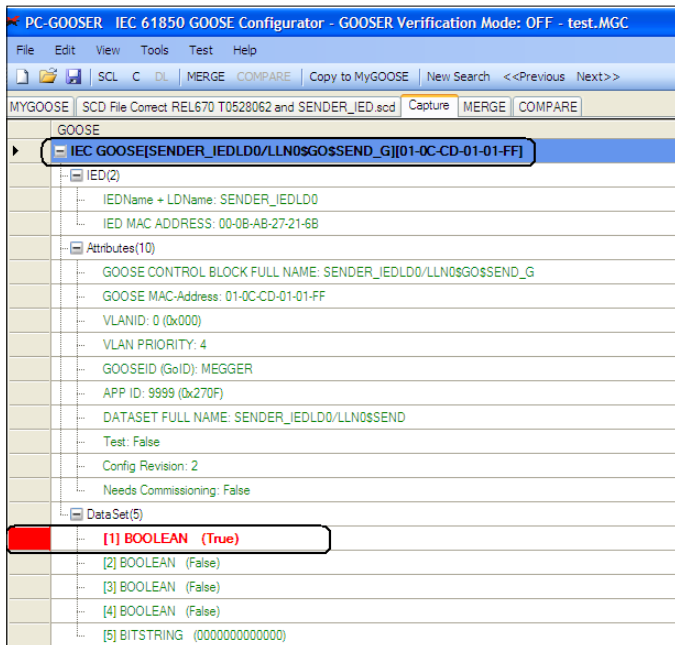 PC-GOOSER IEC 61850 GOOSE Configurator - GOOSER Verification Mode: OFF - test.MGC
File Edit View Tools Test Help
SCL C DL MERGE COMPARE Copy to MyGOOSE New Search <<Previous Next>>
MYGOOSE SCD File Correct REL670 T0528062 and SENDER_IED.scd Capture MERGE COMPARE
GOOSE
IEC GOOSE[SENDER_IEDLD0/LLN0$GO$SEND_G][01-0C-CD-01-01-FF]
IED(2)
IEDName + LDName: SENDER_IEDLD0
IED MAC ADDRESS: 00-0B-AB-27-21-6B
Attributes(10)
GOOSE CONTROL BLOCK FULL NAME: SENDER_IEDLD0/LLN0$GO$SEND_G
GOOSE MAC-Address: 01-0C-CD-01-01-FF
VLANID: 0 (0x000)
VLAN PRIORITY: 4
GOOSEID (GoID): MEGGER
APP ID: 9999 (0x270F)
DATASET FULL NAME: SENDER_IEDLD0/LLN0$SEND
Test: False
Config Revision: 2
Needs Commissioning: False
DataSet(5)
[1] BOOLEAN (True)
[2] BOOLEAN (False)
[3] BOOLEAN (False)
[4] BOOLEAN (False)
[5] BITSTRING (0000000000000)